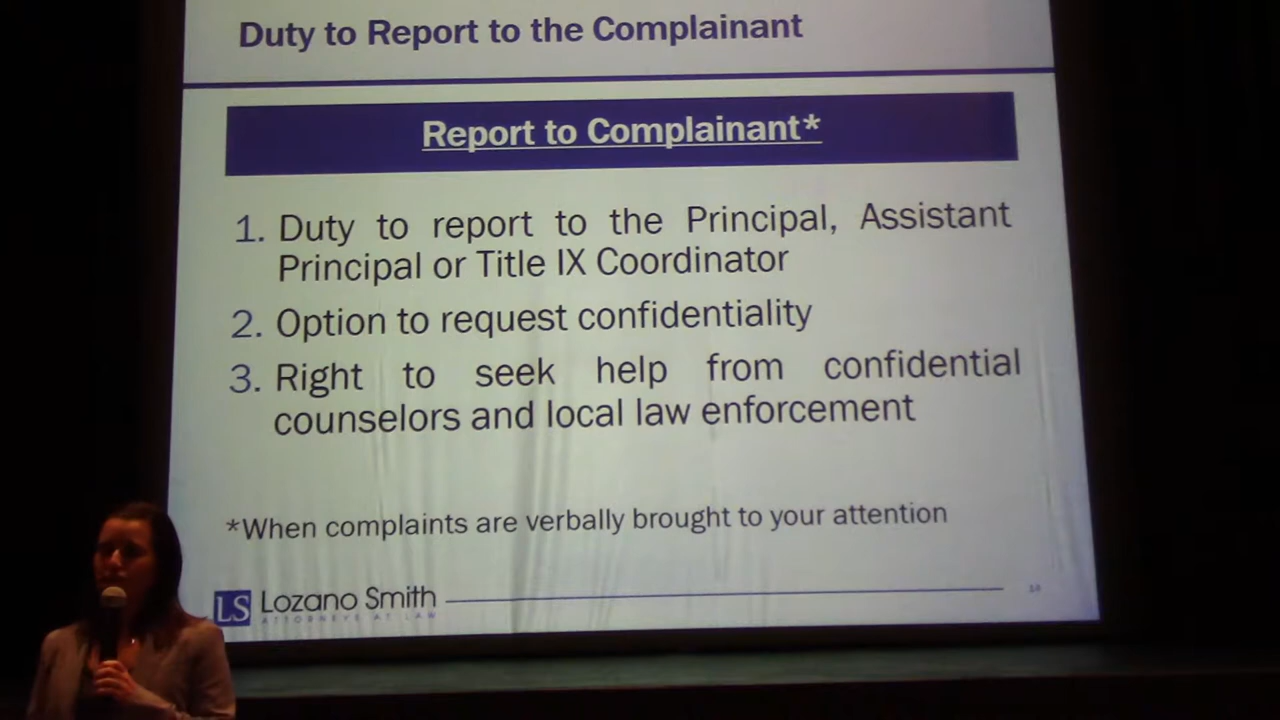 Duty to Report to the Complainant
Report to Complainant*
1. Duty to report to the Principal, Assistant
Principal or Title IX Coordinator
2. Option to request confidentiality
3. Right to seek help from confidential
counselors and local law enforcement
*When complaints are verbally brought to your attention
LS Lozano Smith
ATTORNEYS AT LAW